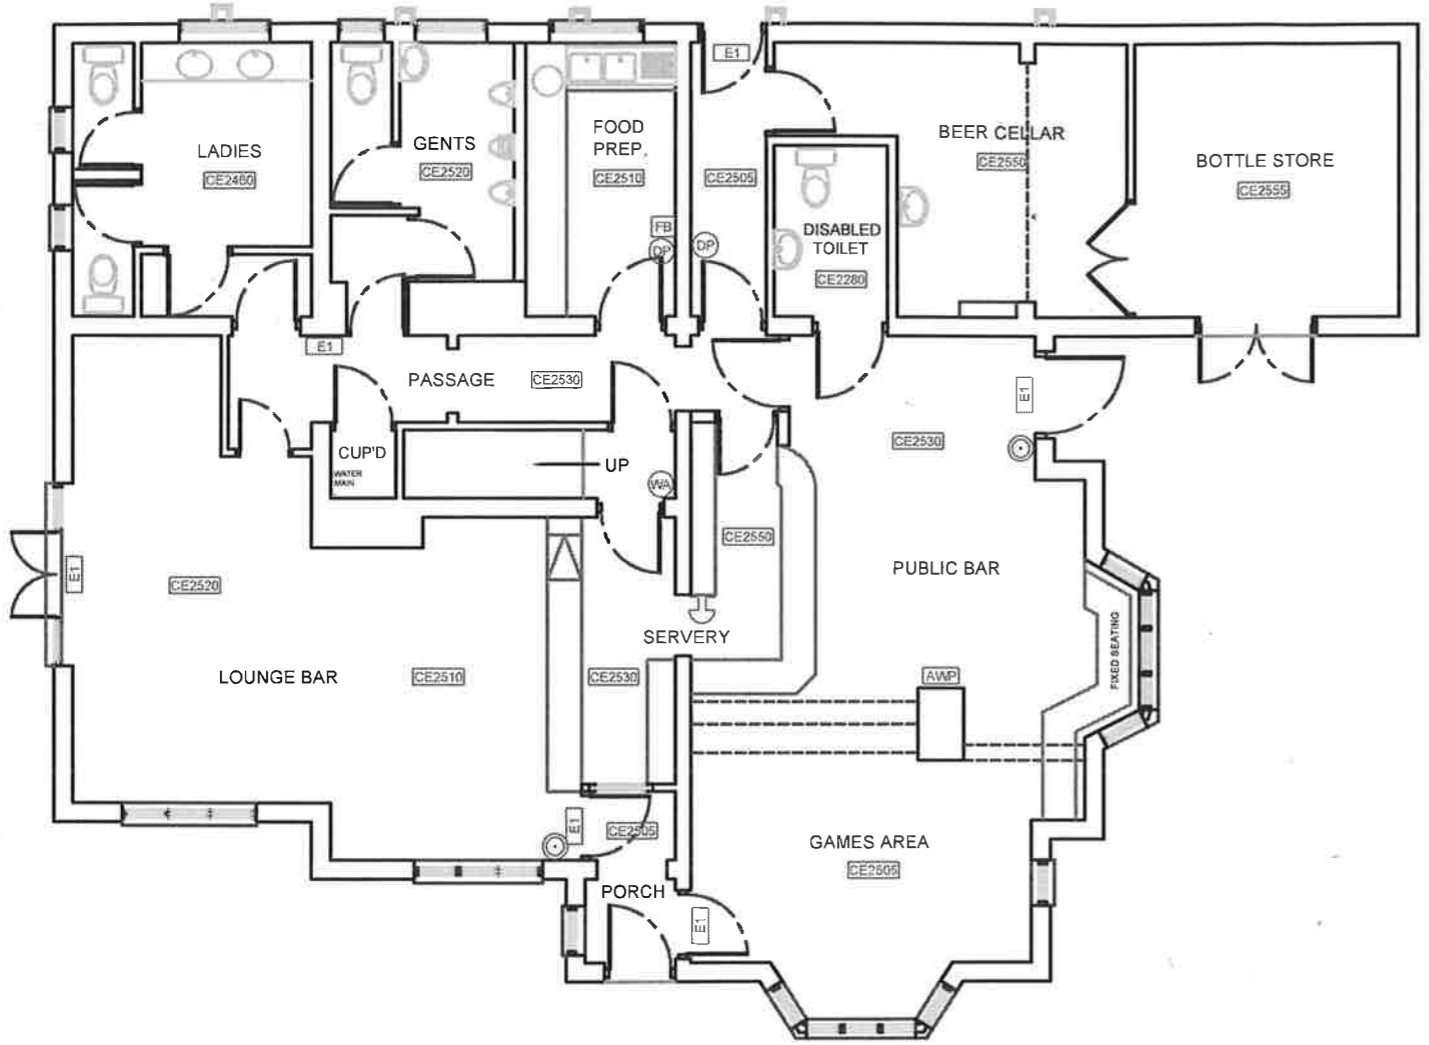 E1
LADIES
CE2460
GENTS
CE2520
FOOD
PREP.
CE2510
FB
DP
CE2505
DP
DISABLED
TOILET
CE2280
BEER CELLAR
CE2550
BOTTLE STORE
CE2555
E1
PASSAGE
CE2530
E1
CUP'D
WATER
MAIN
UP
WA
CE2530
CE2550
E1
CE2520
PUBLIC BAR
SERVERY
FIXED SEATING
LOUNGE BAR
CE2510
CE2530
AWP
E1
CE2505
GAMES AREA
CE2505
PORCH
E1